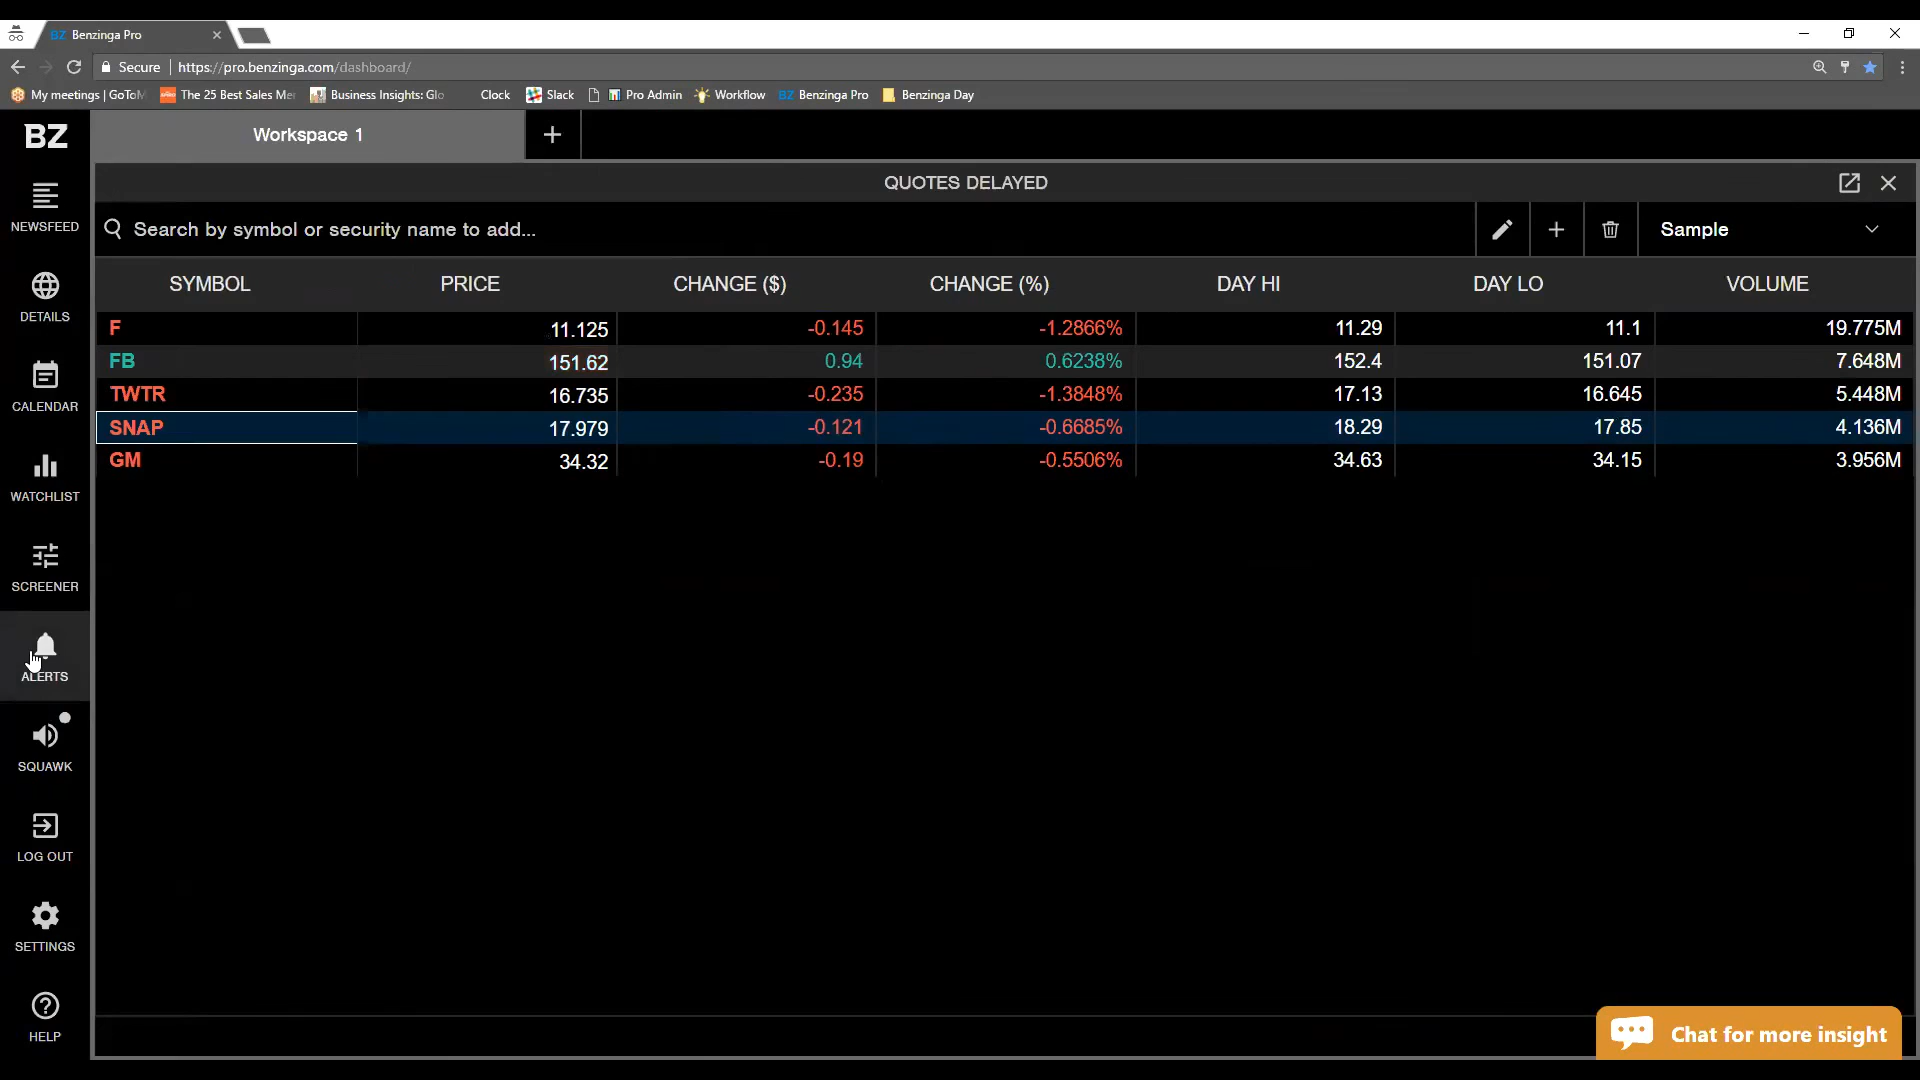 BZ Benzinga Pro
Secure | https://pro.benzinga.com/dashboard/
My meetings | GoToM The 25 Best Sales Me Business Insights: Glo Clock Slack Pro Admin Workflow BZ Benzinga Pro Benzinga Day
BZ
Workspace 1 +
QUOTES DELAYED
Search by symbol or security name to add... Sample
SYMBOL PRICE CHANGE ($) CHANGE (%) DAY HI DAY LO VOLUME
F 11.125 -0.145 -1.2866% 11.29 11.1 19.775M
FB 151.62 0.94 0.6238% 152.4 151.07 7.648M
TWTR 16.735 -0.235 -1.3848% 17.13 16.645 5.448M
SNAP 17.979 -0.121 -0.6685% 18.29 17.85 4.136M
GM 34.32 -0.19 -0.5506% 34.63 34.15 3.956M
NEWSFEED
DETAILS
CALENDAR
WATCHLIST
SCREENER
ALERTS
SQUAWK
LOG OUT
SETTINGS
HELP
Chat for more insight